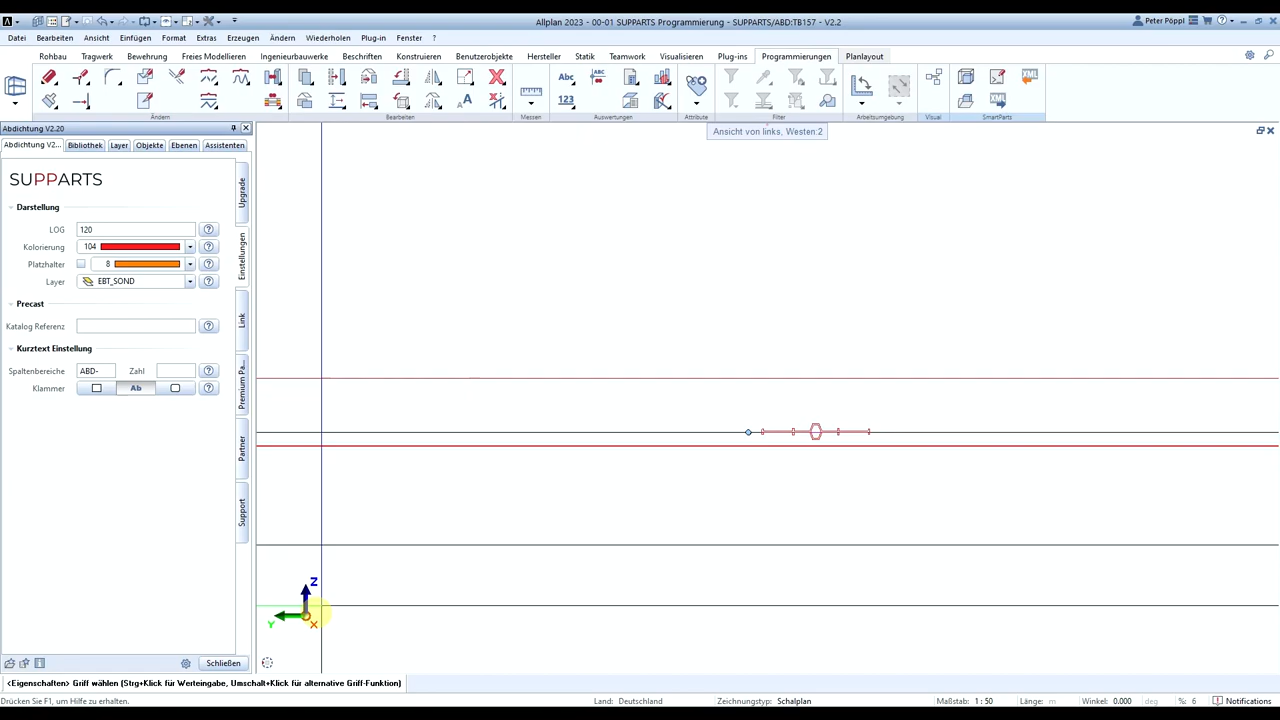 Allplan 2023 - 00-01 SUPPARTS Programmierung - SUPPARTS/ABD:TB157 - V2.2
Peter Pöppl
Datei Bearbeiten Ansicht Einfügen Format Extras Erzeugen Ändern Wiederholen Plug-in Fenster ?
Rohbau Tragwerk Bewehrung Freies Modellieren Ingenieurbauwerke Beschriften Konstruieren Benutzerobjekte Hersteller Statik Teamwork Visualisieren Plug-ins Programmierungen Planlayout
Abc ABC XML
A 123
Ändern Bearbeiten Messen Auswertungen Attribute Filter Arbeitsumgebung Visual SmartParts
Abdichtung V2.20
Ansicht von links, Westen:2
Abdichtung V2... Bibliothek Layer Objekte Ebenen Assistenten
SUPPARTS
Upgrade
Darstellung
LOG 120 ?
Kolorierung 104 ?
Einstellungen
Platzhalter 8 ?
Layer EBT_SOND ?
Precast
Link
Katalog Referenz ?
Kurztext Einstellung
Spaltenbereiche ABD- Zahl ?
Premium Pa...
Klammer Ab ?
Partner
Support
Z
Y X
Schließen
<Eigenschaften> Griff wählen (Strg+Klick für Werteingabe, Umschalt+Klick für alternative Griff-Funktion)
Drücken Sie F1, um Hilfe zu erhalten. Land: Deutschland Zeichnungstyp: Schalplan Maßstab: 1 : 50 Länge: m Winkel: 0.000 deg %: 6 Notifications